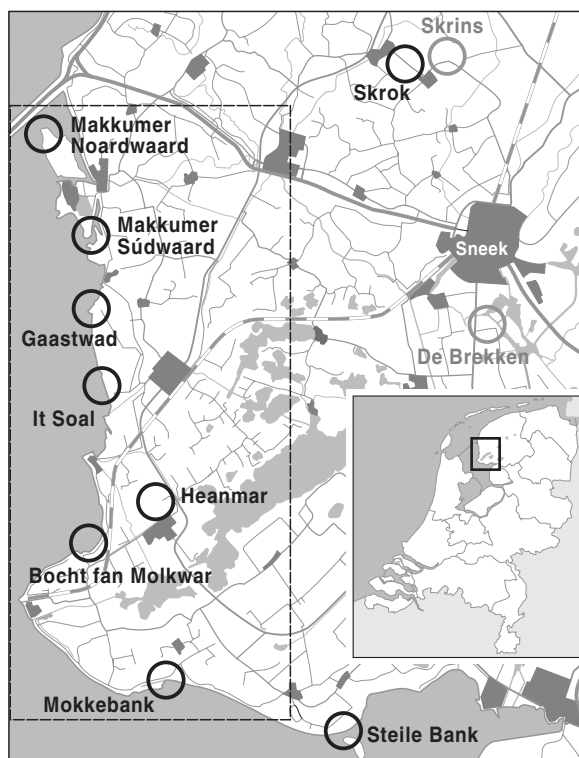 Skrins
Skrok
Makkumer
Noardwaard
Makkumer
Súdwaard
Sneek
Gaastwad
De Brekken
It Soal
Heanmar
Bocht fan Molkwar
Mokkebank
Steile Bank